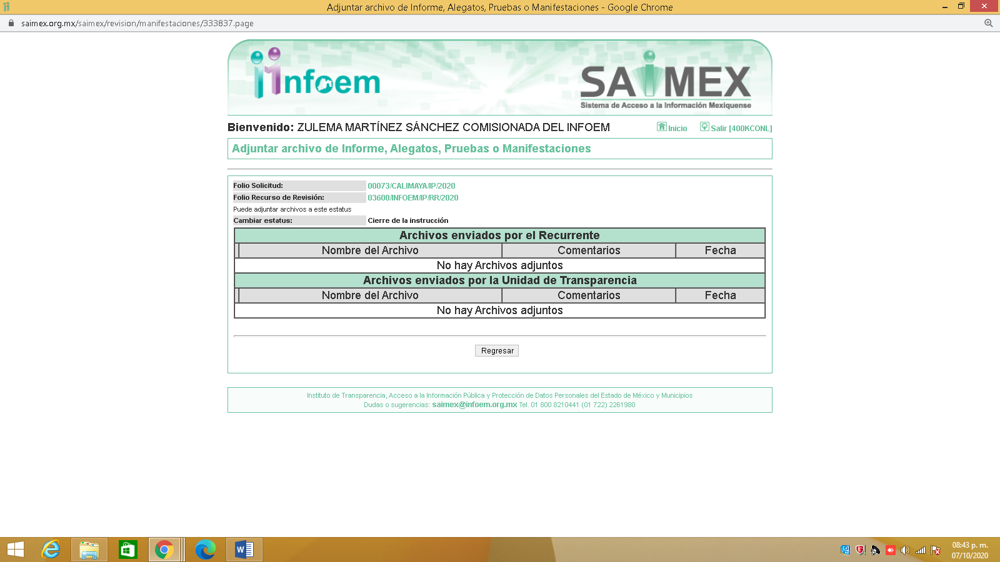 Adjuntar archivo de Informe, Alegatos, Pruebas o Manifestaciones - Google Chrome
saimex.org.mx/saimex/revision/manifestaciones/333837.page
infoem
SAIMEX
Sistema de Acceso a la Información Mexiquense
Bienvenido: ZULEMA MARTÍNEZ SÁNCHEZ COMISIONADA DEL INFOEM
Inicio Salir [400KCONL]
Adjuntar archivo de Informe, Alegatos, Pruebas o Manifestaciones
Folio Solicitud: 00073/CALIMAYA/IP/2020
Folio Recurso de Revisión: 03600/INFOEM/IP/RR/2020
Puede adjuntar archivos a este estatus
Cambiar estatus: Cierre de la instrucción
Archivos enviados por el Recurrente
Nombre del Archivo Comentarios Fecha
No hay Archivos adjuntos
Archivos enviados por la Unidad de Transparencia
Nombre del Archivo Comentarios Fecha
No hay Archivos adjuntos
Regresar
Instituto de Transparencia, Acceso a la Información Pública y Protección de Datos Personales del Estado de México y Municipios
Dudas o sugerencias: saimex@infoem.org.mx Tel. 01 800 8210441 (01 722) 2261980
08:43 p. m.
07/10/2020